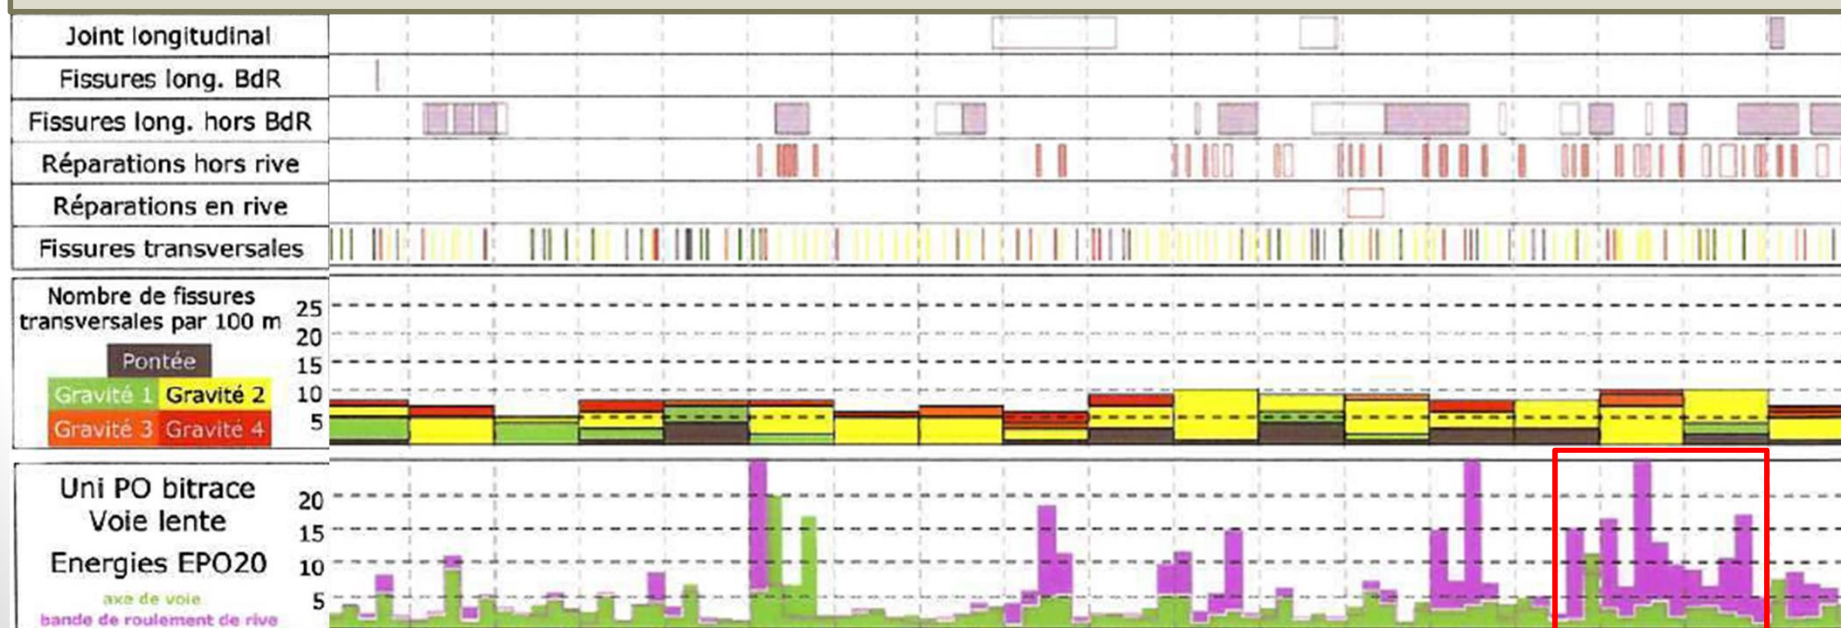 Joint longitudinal
Fissures long. BdR
Fissures long. hors BdR
Réparations hors rive
Réparations en rive
Fissures transversales
Nombre de fissures
transversales par 100 m
25
20
15
10
5
Pontée
Gravité 1 Gravité 2
Gravité 3 Gravité 4
Uni PO bitrace
Voie lente
Energies EPO20
axe de voie
bande de roulement de rive
20
15
10
5